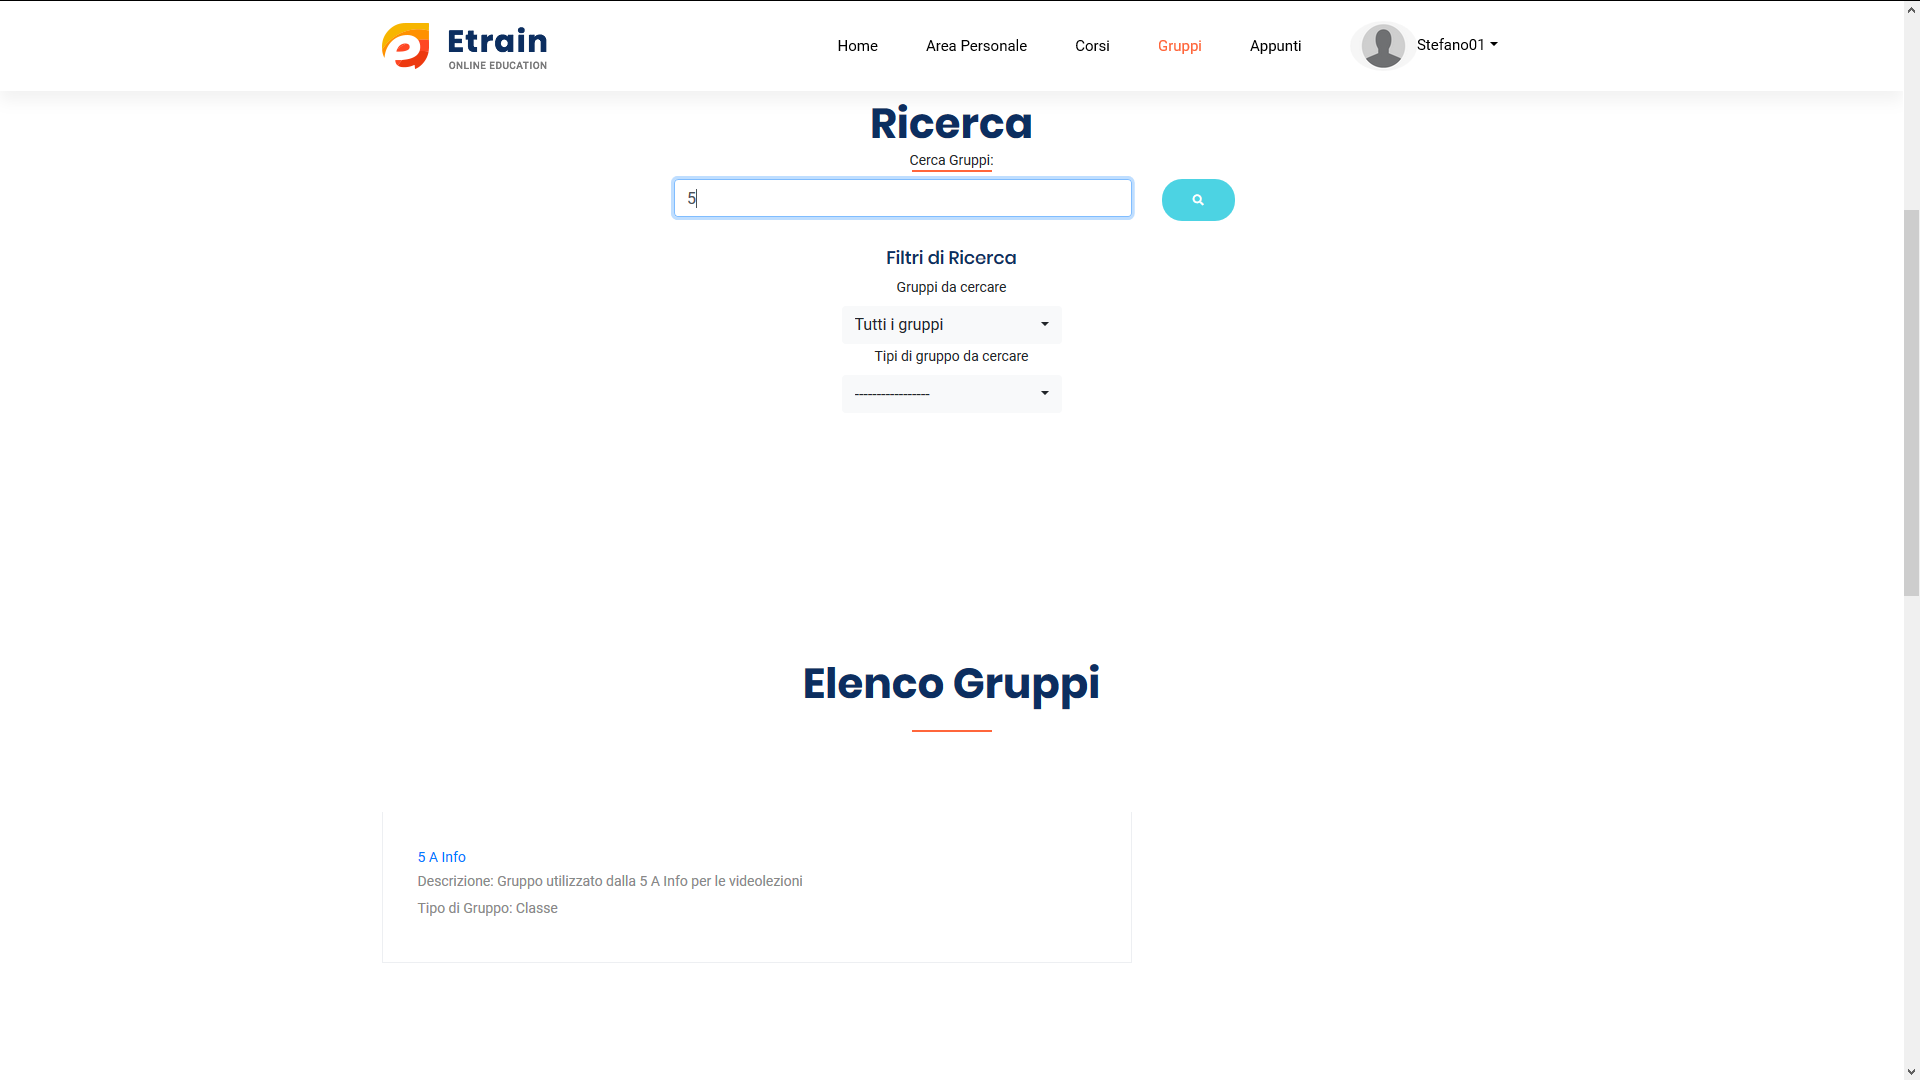 Etrain
ONLINE EDUCATION
Home
Area Personale
Corsi
Gruppi
Appunti
Stefano01
Ricerca
Cerca Gruppi:
5
Filtri di Ricerca
Gruppi da cercare
Tutti i gruppi
Tipi di gruppo da cercare
-----------------
Elenco Gruppi
5 A Info
Descrizione: Gruppo utilizzato dalla 5 A Info per le videolezioni
Tipo di Gruppo: Classe